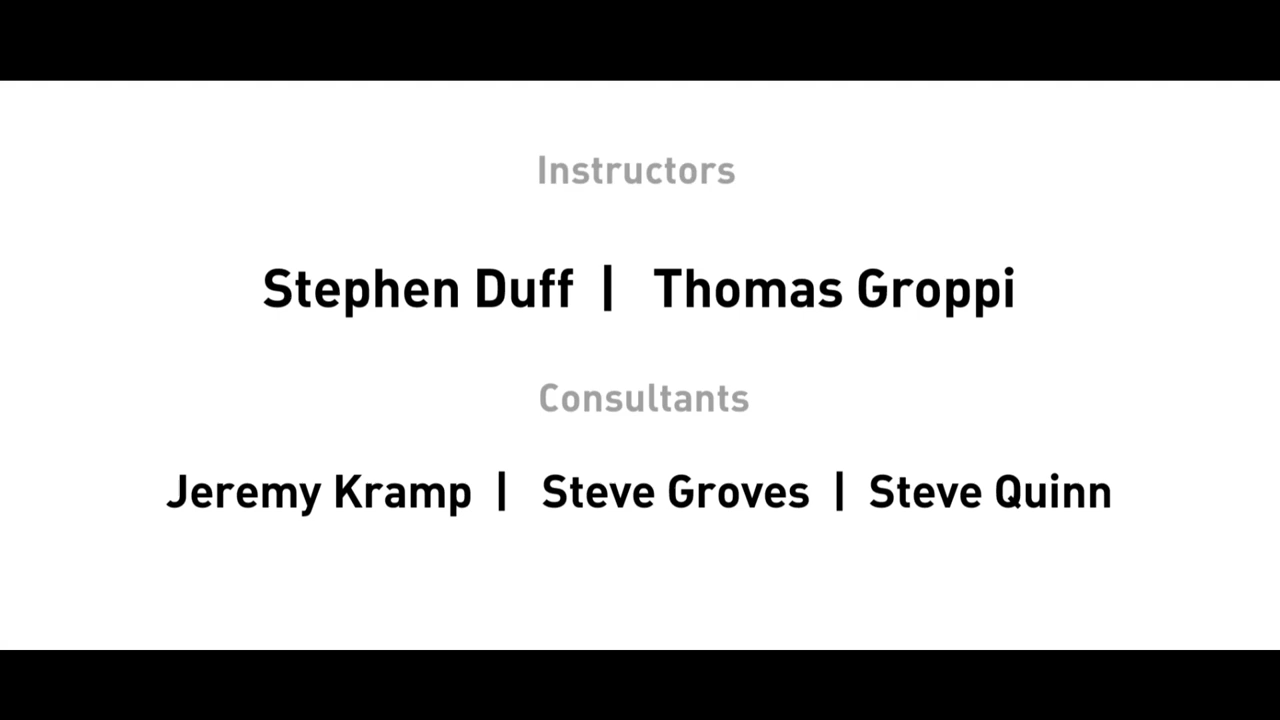 Instructors
Stephen Duff | Thomas Groppi
Consultants
Jeremy Kramp | Steve Groves | Steve Quinn